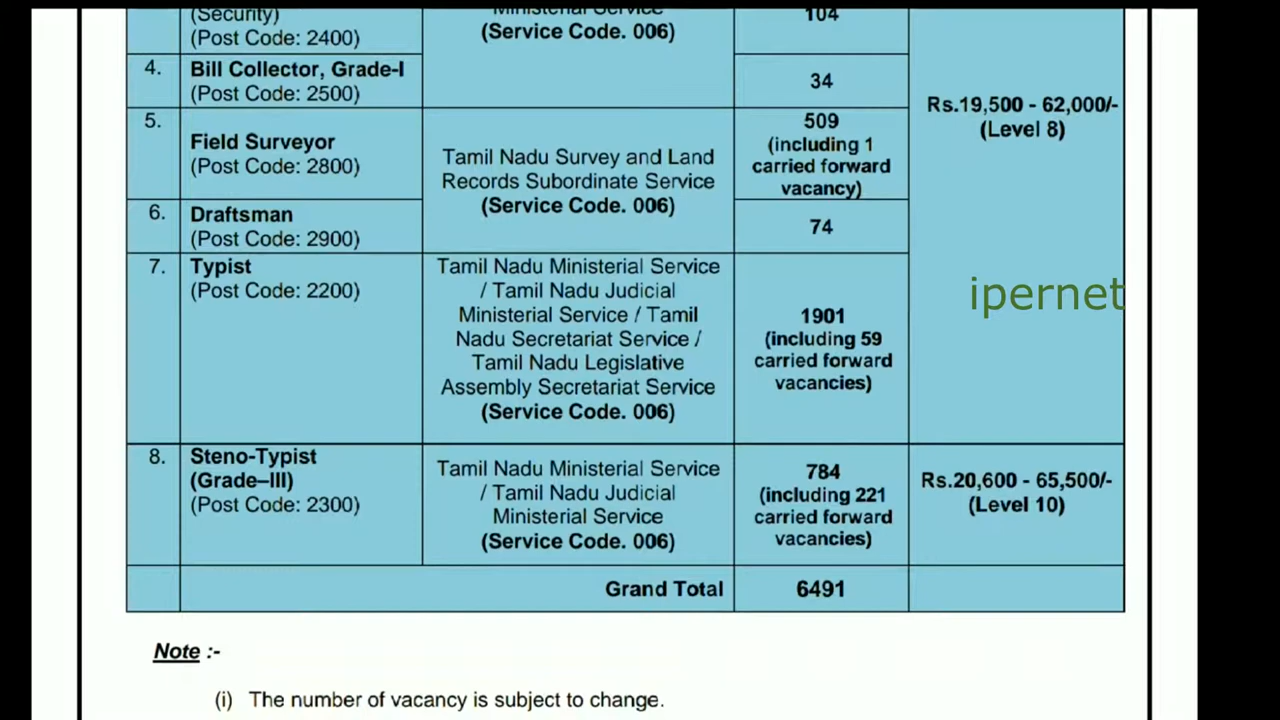 (Security)
(Post Code: 2400)
Ministerial Service
(Service Code. 006)
104
4.
Bill Collector, Grade-I
(Post Code: 2500)
34
Rs.19,500 - 62,000/-
(Level 8)
5.
Field Surveyor
(Post Code: 2800)
Tamil Nadu Survey and Land
Records Subordinate Service
(Service Code. 006)
509
(including 1
carried forward
vacancy)
6.
Draftsman
(Post Code: 2900)
74
7.
Typist
(Post Code: 2200)
Tamil Nadu Ministerial Service
/ Tamil Nadu Judicial
Ministerial Service / Tamil
Nadu Secretariat Service /
Tamil Nadu Legislative
Assembly Secretariat Service
(Service Code. 006)
1901
(including 59
carried forward
vacancies)
ipernet
8.
Steno-Typist
(Grade–III)
(Post Code: 2300)
Tamil Nadu Ministerial Service
/ Tamil Nadu Judicial
Ministerial Service
(Service Code. 006)
784
(including 221
carried forward
vacancies)
Rs.20,600 - 65,500/-
(Level 10)
Grand Total
6491
Note :-
(i) The number of vacancy is subject to change.